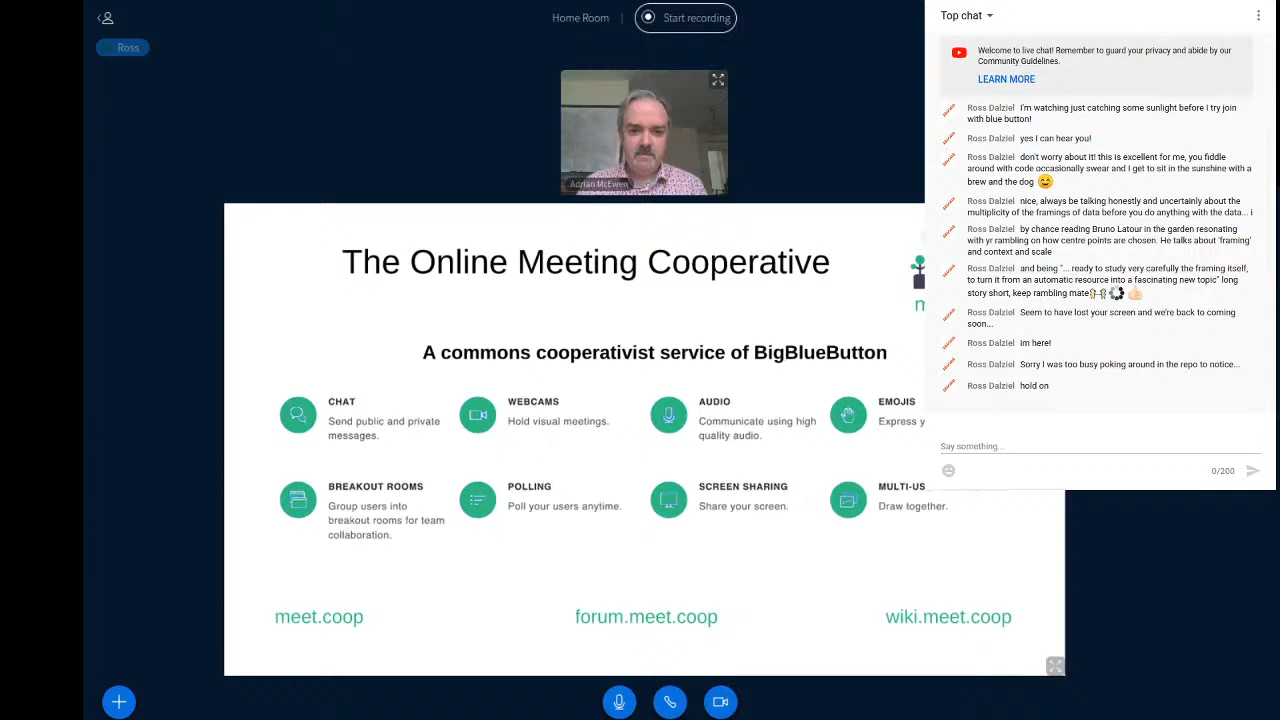 Home Room
Start recording
Ross
Adrian McEwen
The Online Meeting Cooperative
m
A commons cooperativist service of BigBlueButton
CHAT
Send public and private
messages.
WEBCAMS
Hold visual meetings.
AUDIO
Communicate using high
quality audio.
EMOJIS
Express y
BREAKOUT ROOMS
Group users into
breakout rooms for team
collaboration.
POLLING
Poll your users anytime.
SCREEN SHARING
Share your screen.
MULTI-US
Draw together.
meet.coop
forum.meet.coop
wiki.meet.coop
Top chat
Welcome to live chat! Remember to guard your privacy and abide by our
Community Guidelines.
LEARN MORE
Ross Dalziel I'm watching just catching some sunlight before i try join
with blue button!
Ross Dalziel yes I can hear you!
Ross Dalziel don't worry about it! this is excellent for me, you fiddle
around with code occasionally swear and I get to sit in the sunshine with a
brew and the dog 😊
Ross Dalziel nice, always be talking honestly and uncertainly about the
multiplicity of the framings of data before you do anything with the data... i
Ross Dalziel by chance reading Bruno Latour in the garden resonating
with yr rambling on how centre points are chosen. He talks about 'framing'
and context and scale
Ross Dalziel and being "... ready to study very carefully the framing itself,
to turn it from an automatic resource into a fascinating new topic" long
story short, keep rambling mate
Ross Dalziel Seem to have lost your screen and we're back to coming
soon...
Ross Dalziel im here!
Ross Dalziel Sorry I was too busy poking around in the repo to notice...
Ross Dalziel hold on
Say something...
0/200